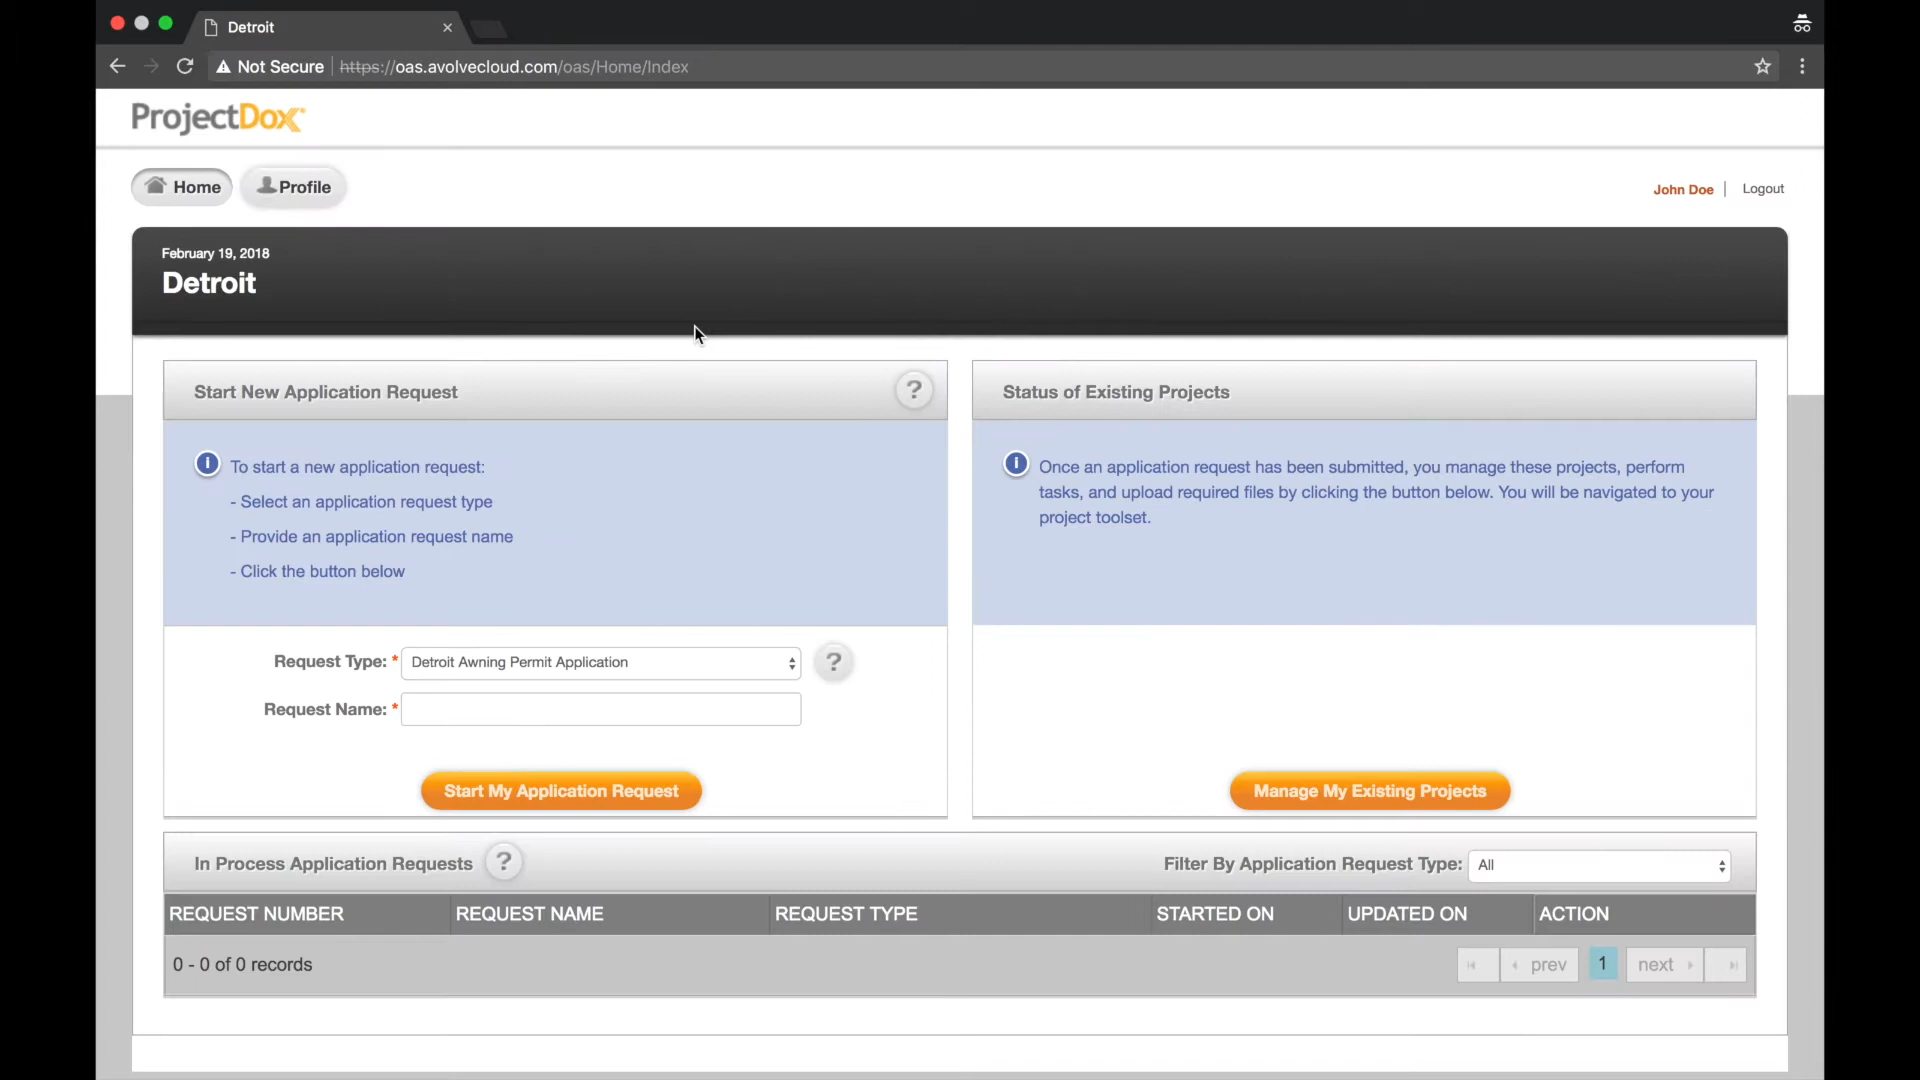 Detroit
Not Secure https://oas.avolvecloud.com/oas/Home/Index
ProjectDox
Home Profile
John Doe | Logout
February 19, 2018
Detroit
Start New Application Request ?
To start a new application request:
- Select an application request type
- Provide an application request name
- Click the button below
Request Type: * Detroit Awning Permit Application ?
Request Name: *
Start My Application Request
Status of Existing Projects
Once an application request has been submitted, you manage these projects, perform
tasks, and upload required files by clicking the button below. You will be navigated to your
project toolset.
Manage My Existing Projects
In Process Application Requests ? Filter By Application Request Type: All
REQUEST NUMBER REQUEST NAME REQUEST TYPE STARTED ON UPDATED ON ACTION
0 - 0 of 0 records prev 1 next